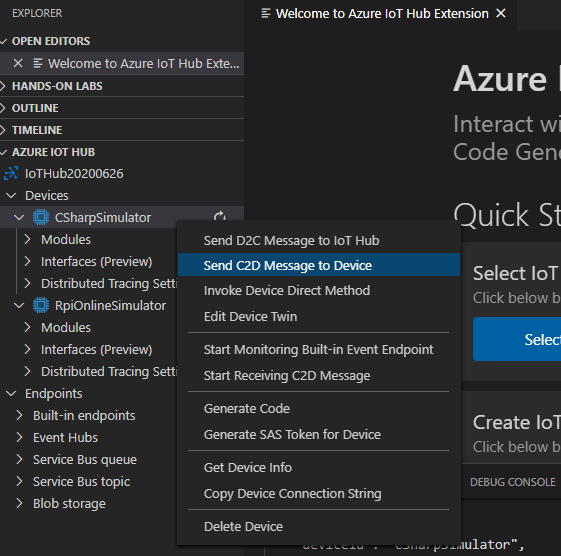 EXPLORER
Welcome to Azure IoT Hub Extension
OPEN EDITORS
Welcome to Azure IoT Hub Exte...
HANDS-ON LABS
OUTLINE
TIMELINE
AZURE IOT HUB
IoTHub20200626
Devices
CSharpSimulator
Modules
Interfaces (Preview)
Distributed Tracing Setti
RpiOnlineSimulator
Modules
Interfaces (Preview)
Distributed Tracing Setti
Endpoints
Built-in endpoints
Event Hubs
Service Bus queue
Service Bus topic
Blob storage
Send D2C Message to IoT Hub
Send C2D Message to Device
Invoke Device Direct Method
Edit Device Twin
Start Monitoring Built-in Event Endpoint
Start Receiving C2D Message
Generate Code
Generate SAS Token for Device
Get Device Info
Copy Device Connection String
Delete Device
Azure
Interact wi
Code Gene
Quick St
Select IoT
Click below b
Select
Create IoT
Click below b
DEBUG CONSOLE
"deviceId": "CSharpSimulator",